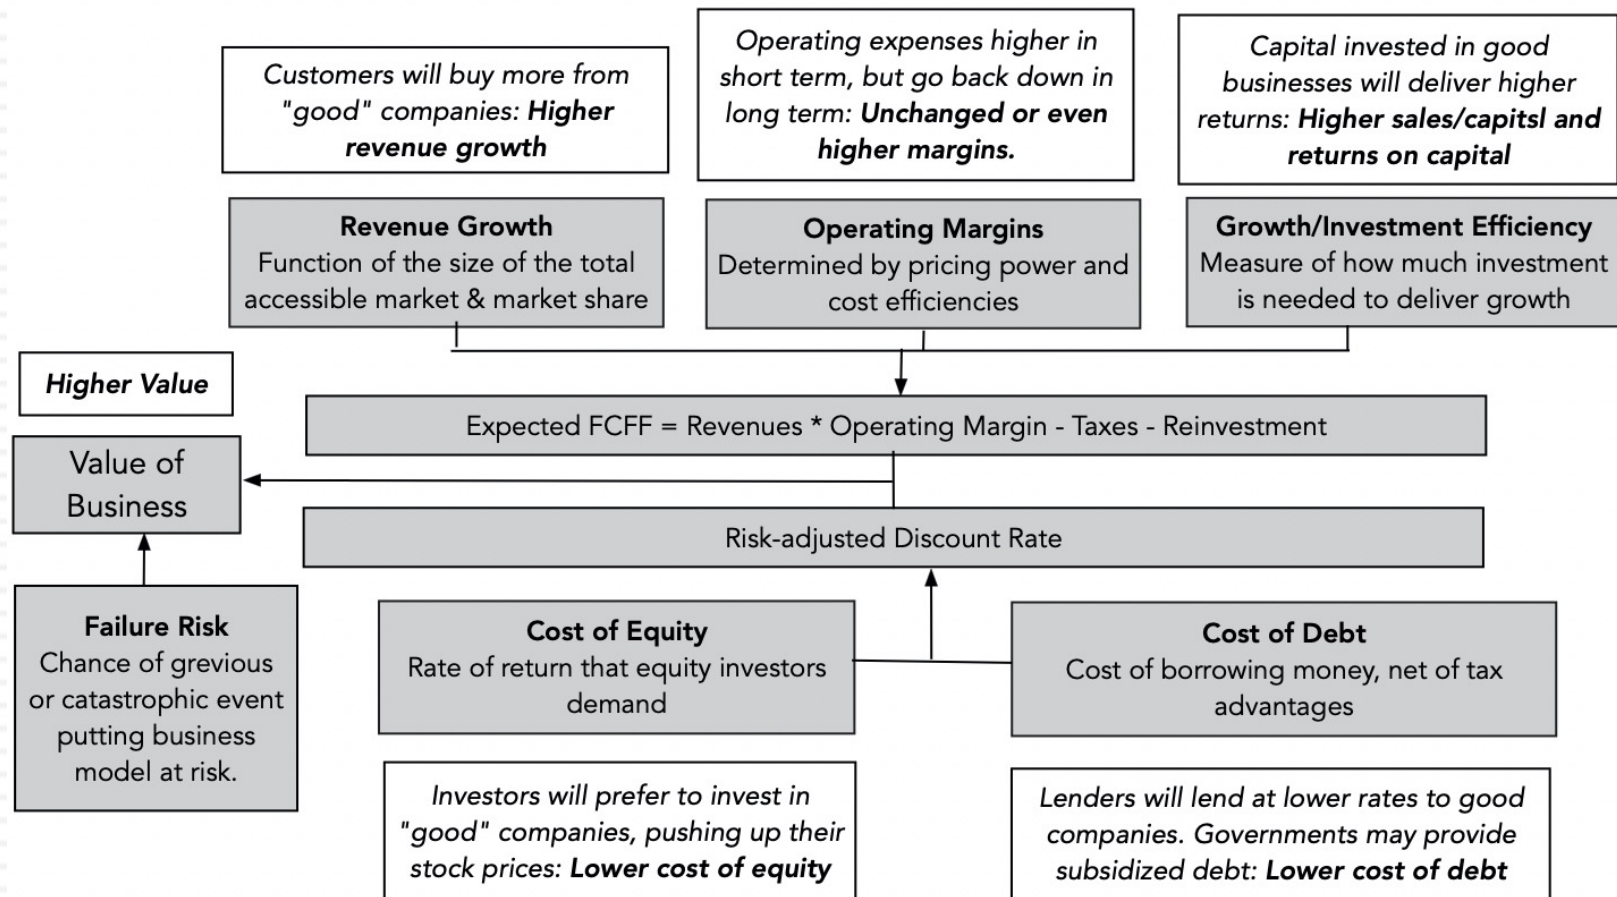 Customers will buy more from
"good" companies: Higher
revenue growth
Operating expenses higher in
short term, but go back down in
long term: Unchanged or even
higher margins.
Capital invested in good
businesses will deliver higher
returns: Higher sales/capitsl and
returns on capital
Revenue Growth
Function of the size of the total
accessible market & market share
Operating Margins
Determined by pricing power and
cost efficiencies
Growth/Investment Efficiency
Measure of how much investment
is needed to deliver growth
Higher Value
Expected FCFF = Revenues * Operating Margin - Taxes - Reinvestment
Value of
Business
Risk-adjusted Discount Rate
Failure Risk
Chance of grevious
or catastrophic event
putting business
model at risk.
Cost of Equity
Rate of return that equity investors
demand
Cost of Debt
Cost of borrowing money, net of tax
advantages
Investors will prefer to invest in
"good" companies, pushing up their
stock prices: Lower cost of equity
Lenders will lend at lower rates to good
companies. Governments may provide
subsidized debt: Lower cost of debt